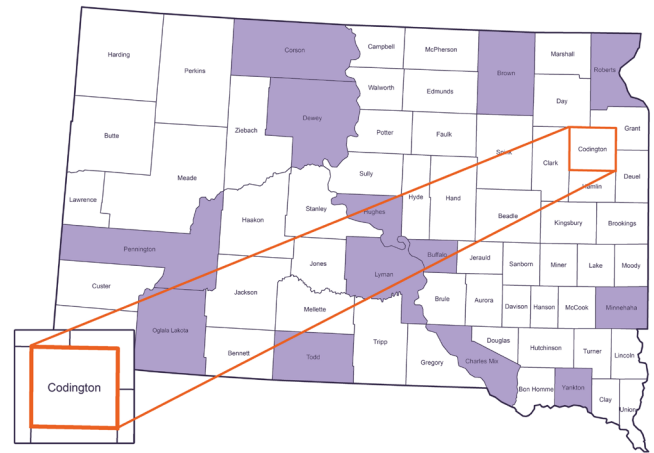 Harding
Perkins
Corson
Campbell
McPherson
Brown
Marshall
Roberts
Walworth
Edmunds
Day
Dewey
Ziebach
Butte
Potter
Faulk
Grant
Codington
Clark
Meade
Sully
Hamlin
Deuel
Lawrence
Hyde
Hand
Stanley
Hughes
Haakon
Beadle
Kingsbury
Brookings
Pennington
Buffalo
Jerauld
Sanborn
Miner
Lake
Moody
Jones
Lyman
Custer
Jackson
Brule
Aurora
Davison
Hanson
McCook
Minnehaha
Mellette
Oglala Lakota
Tripp
Douglas
Hutchinson
Turner
Lincoln
Bennett
Todd
Gregory
Charles Mix
Codington
Bon Homme
Yankton
Clay
Union